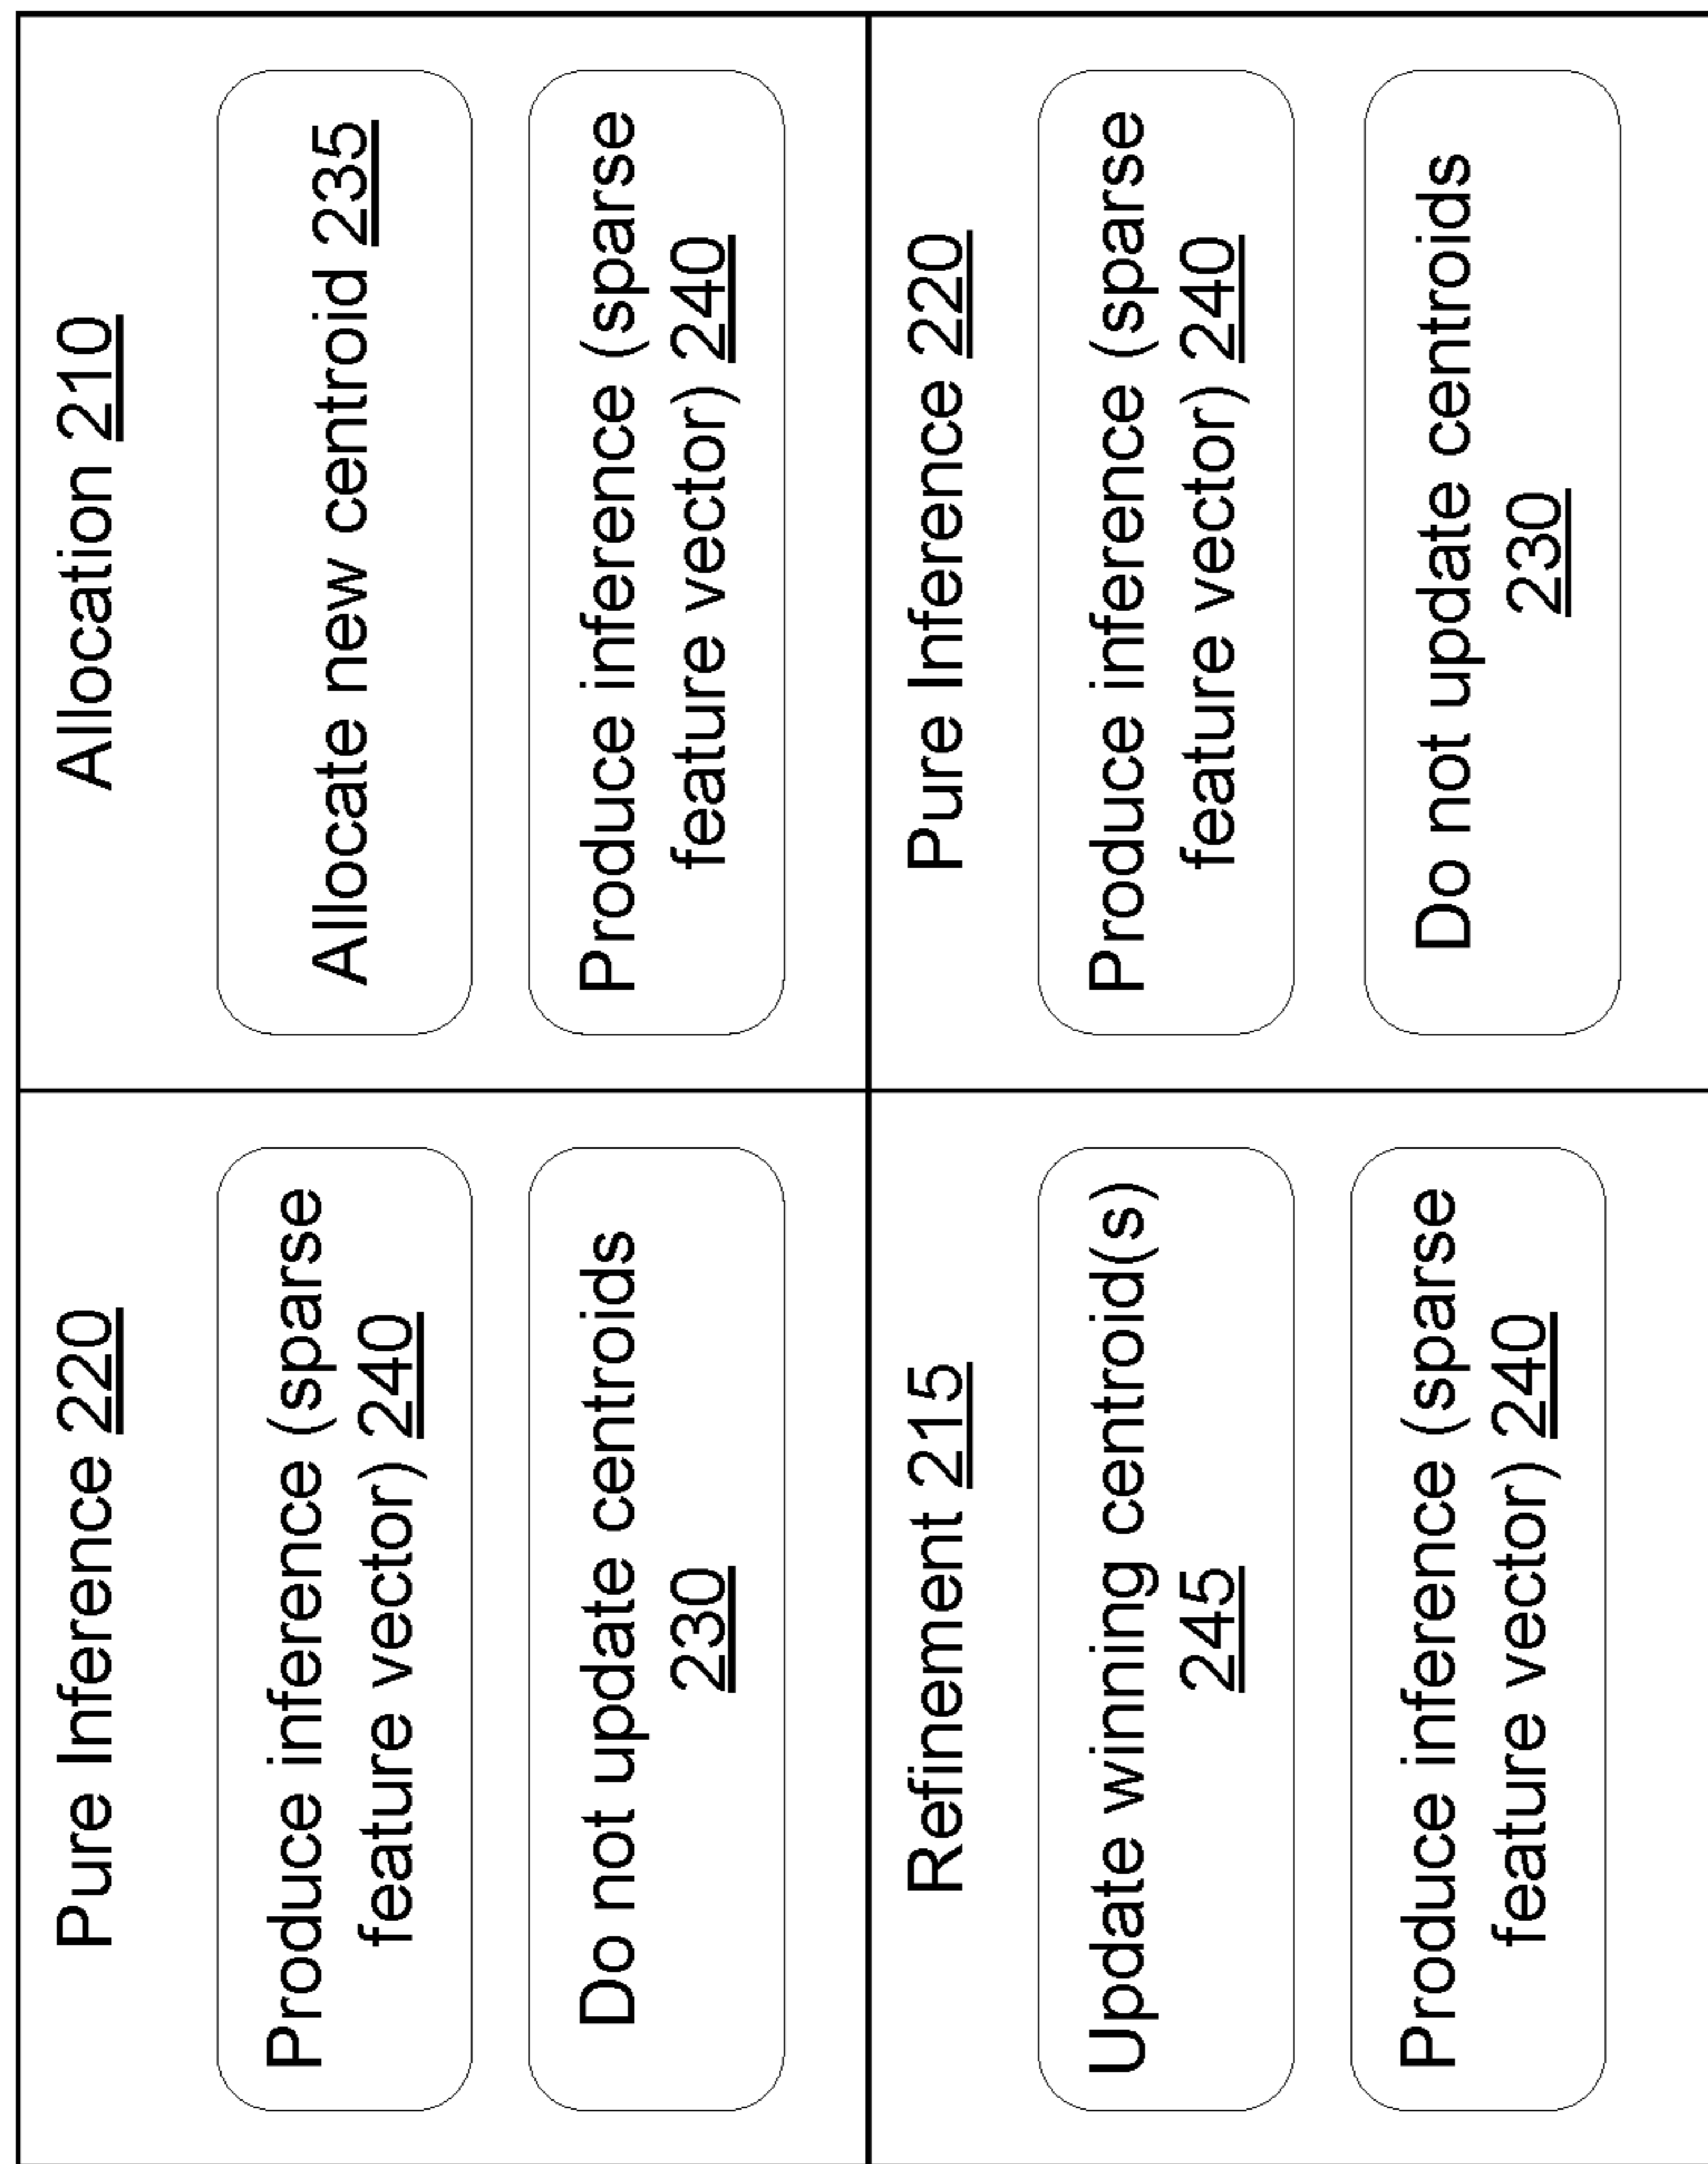 Pure Inference 220
Produce inference (sparse
feature vector) 240
Do not update centroids
230
Allocation 210
Allocate new centroid 235
Produce inference (sparse
feature vector) 240
Refinement 215
Update winning centroid(s)
245
Produce inference (sparse
feature vector) 240
Pure Inference 220
Produce inference (sparse
feature vector) 240
Do not update centroids
230